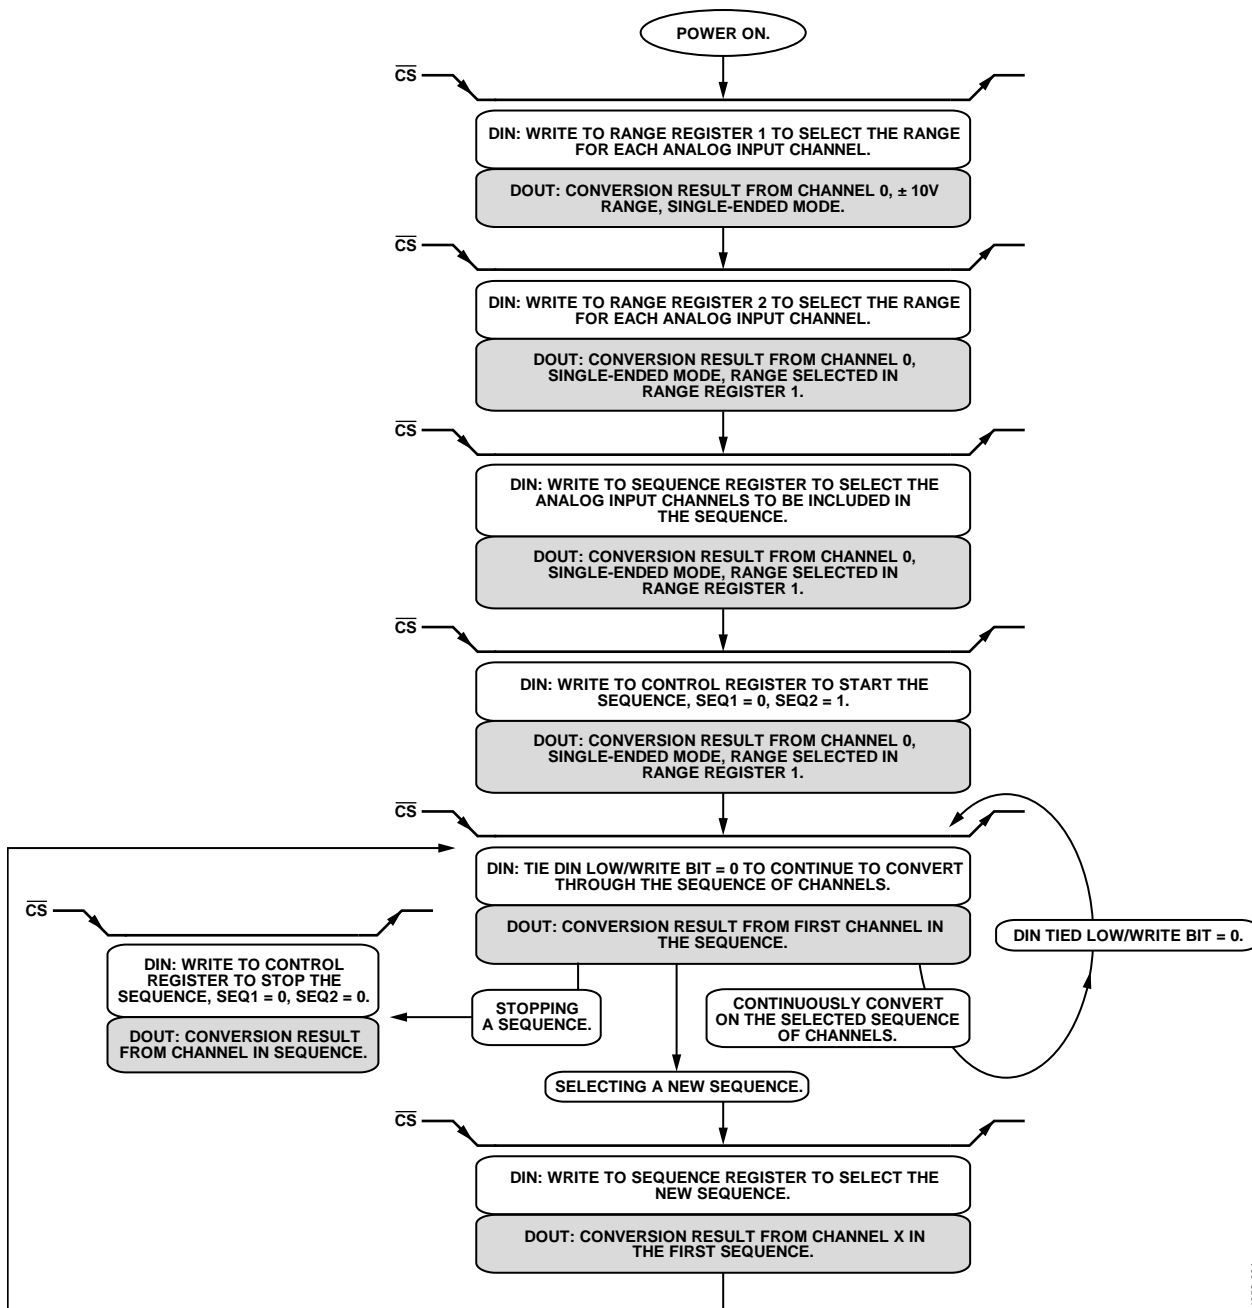 POWER ON.
CS
DIN: WRITE TO RANGE REGISTER 1 TO SELECT THE RANGE
FOR EACH ANALOG INPUT CHANNEL.
DOUT: CONVERSION RESULT FROM CHANNEL 0, ± 10V
RANGE, SINGLE-ENDED MODE.
CS
DIN: WRITE TO RANGE REGISTER 2 TO SELECT THE RANGE
FOR EACH ANALOG INPUT CHANNEL.
DOUT: CONVERSION RESULT FROM CHANNEL 0,
SINGLE-ENDED MODE, RANGE SELECTED IN
RANGE REGISTER 1.
CS
DIN: WRITE TO SEQUENCE REGISTER TO SELECT THE
ANALOG INPUT CHANNELS TO BE INCLUDED IN
THE SEQUENCE.
DOUT: CONVERSION RESULT FROM CHANNEL 0,
SINGLE-ENDED MODE, RANGE SELECTED IN
RANGE REGISTER 1.
CS
DIN: WRITE TO CONTROL REGISTER TO START THE
SEQUENCE, SEQ1 = 0, SEQ2 = 1.
DOUT: CONVERSION RESULT FROM CHANNEL 0,
SINGLE-ENDED MODE, RANGE SELECTED IN
RANGE REGISTER 1.
CS
DIN: TIE DIN LOW/WRITE BIT = 0 TO CONTINUE TO CONVERT
THROUGH THE SEQUENCE OF CHANNELS.
DOUT: CONVERSION RESULT FROM FIRST CHANNEL IN
THE SEQUENCE.
DIN TIED LOW/WRITE BIT = 0.
CS
DIN: WRITE TO CONTROL
REGISTER TO STOP THE
SEQUENCE, SEQ1 = 0, SEQ2 = 0.
DOUT: CONVERSION RESULT
FROM CHANNEL IN SEQUENCE.
STOPPING
A SEQUENCE.
CONTINUOUSLY CONVERT
ON THE SELECTED SEQUENCE
OF CHANNELS.
SELECTING A NEW SEQUENCE.
CS
DIN: WRITE TO SEQUENCE REGISTER TO SELECT THE
NEW SEQUENCE.
DOUT: CONVERSION RESULT FROM CHANNEL X IN
THE FIRST SEQUENCE.